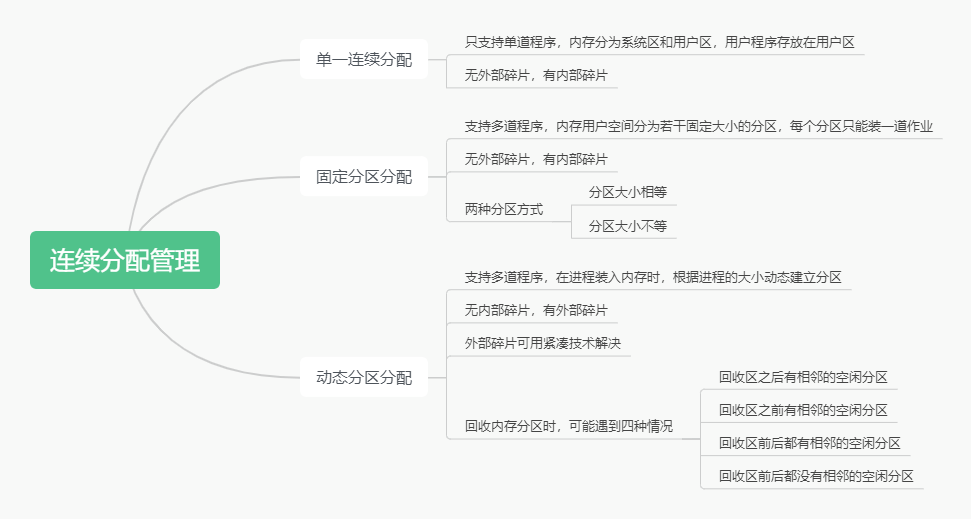 连续分配管理
单一连续分配
只支持单道程序，内存分为系统区和用户区，用户程序存放在用户区
无外部碎片，有内部碎片
固定分区分配
支持多道程序，内存用户空间分为若干固定大小的分区，每个分区只能装一道作业
无外部碎片，有内部碎片
两种分区方式
分区大小相等
分区大小不等
动态分区分配
支持多道程序，在进程装入内存时，根据进程的大小动态建立分区
无内部碎片，有外部碎片
外部碎片可用紧凑技术解决
回收内存分区时，可能遇到四种情况
回收区之后有相邻的空闲分区
回收区之前有相邻的空闲分区
回收区前后都有相邻的空闲分区
回收区前后都没有相邻的空闲分区